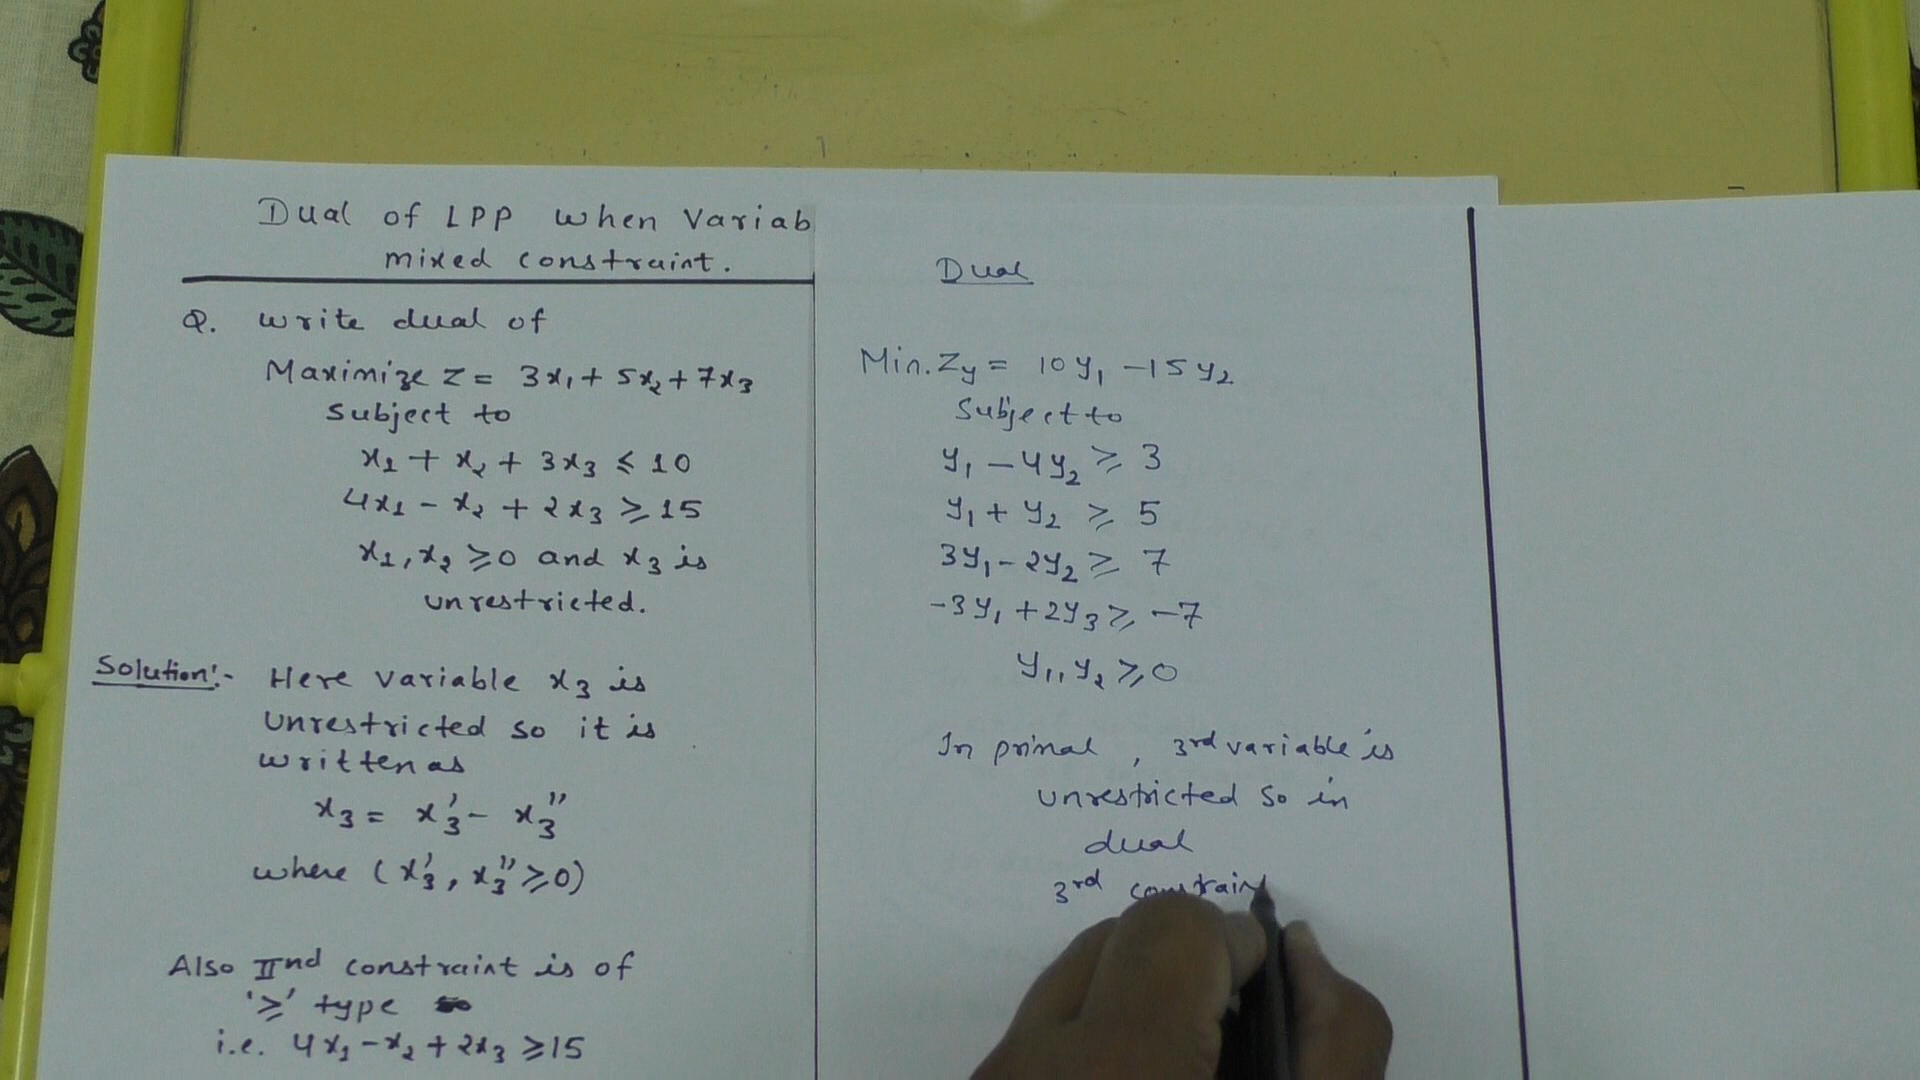 Dual of LPP when Variab
mixed constraint.
Q. write dual of
Maximize Z = 3x₁ + 5x₂ + 7x₃
Subject to
x₁ + x₂ + 3x₃ ⩽ 10
4x₁ - x₂ + 2x₃ ⩾ 15
x₁, x₂ ⩾ 0 and x₃ is
unrestricted.
Solution:- Here variable x₃ is
Unrestricted so it is
written as
x₃ = x₃' - x₃''
where (x₃', x₃'' ⩾ 0)
Also IInd constraint is of
'⩾' type so
i.e. 4x₁ - x₂ + 2x₃ ⩾ 15
Dual
Min. Zy = 10y₁ - 15y₂
Subject to
y₁ - 4y₂ ⩾ 3
y₁ + y₂ ⩾ 5
3y₁ - 2y₂ ⩾ 7
-3y₁ + 2y₃ ⩾ -7
y₁, y₂ ⩾ 0
In primal, 3rd variable is
unrestricted so in
dual
3rd constrain